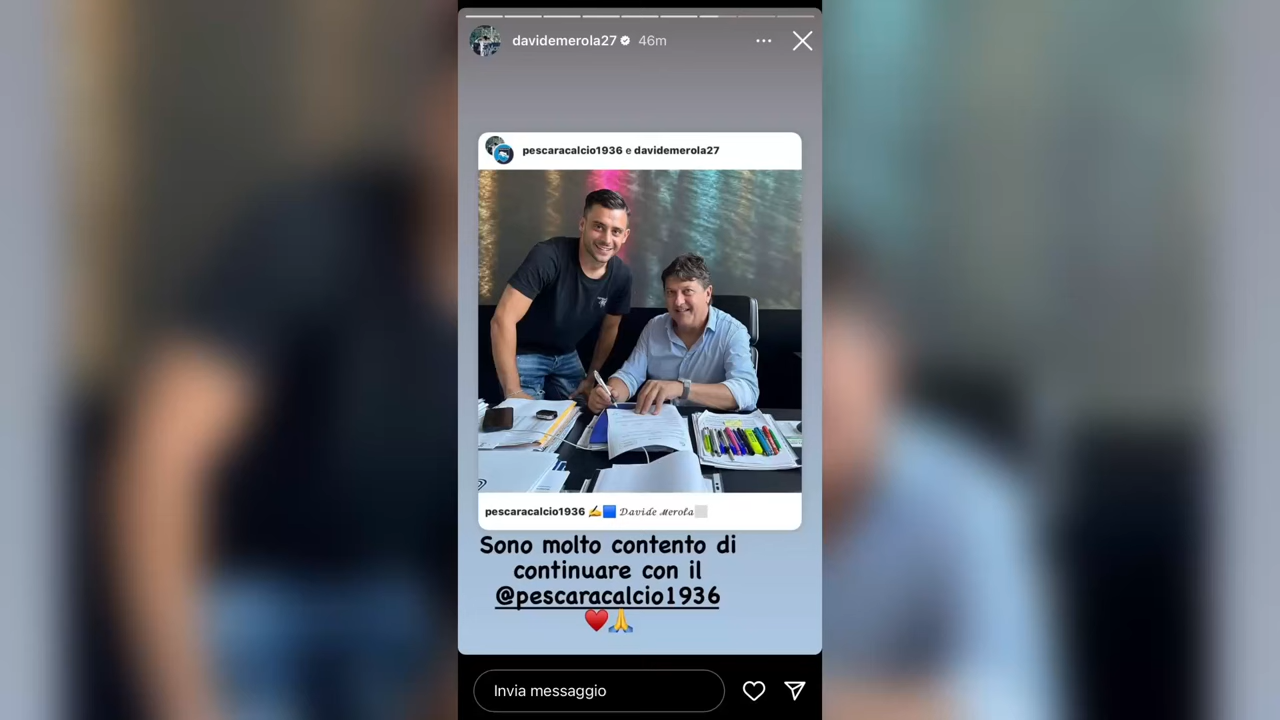 davidemerola27 46m
pescaracalcio1936 e davidemerola27
pescaracalcio1936 ✍️🟦 𝓓𝓪𝓿𝓲𝓭𝓮 𝓜𝓮𝓻𝓸𝓵𝓪⬜
Sono molto contento di
continuare con il
@pescaracalcio1936
♥️🙏
Invia messaggio